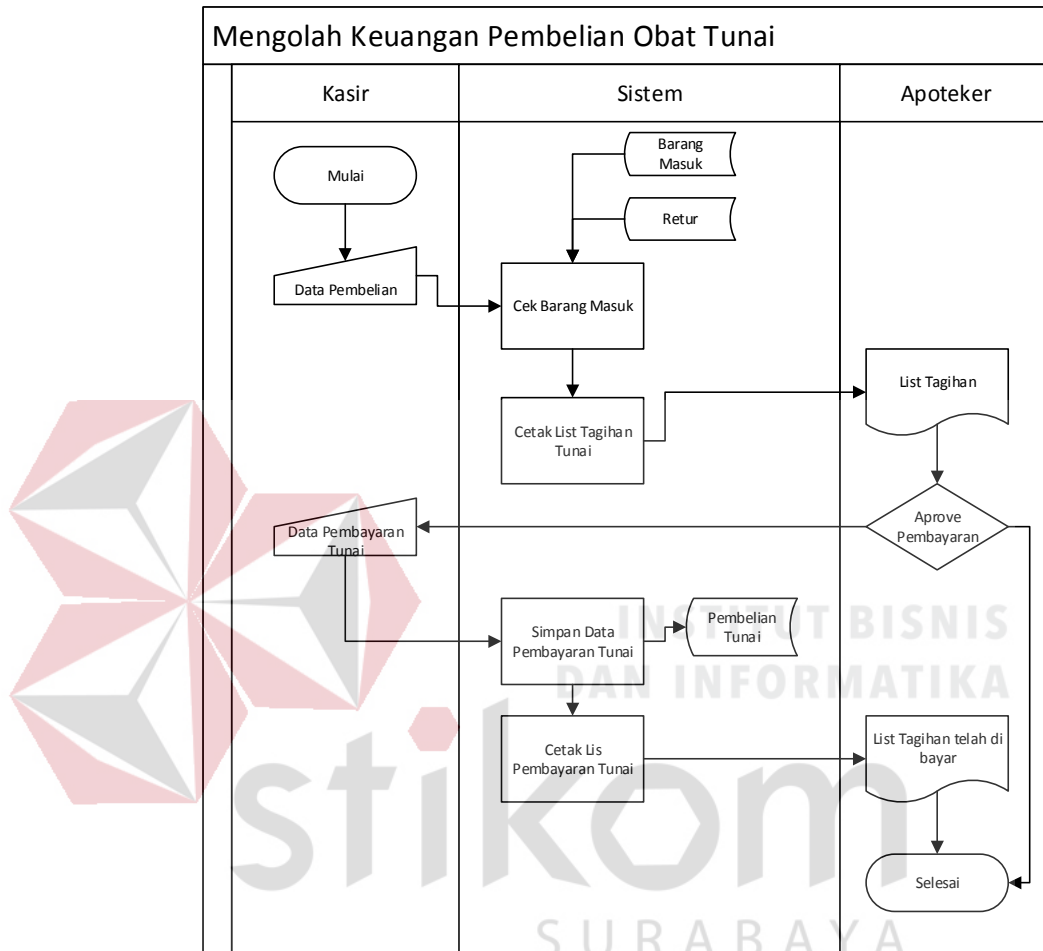 Mengolah Keuangan Pembelian Obat Tunai
Kasir
Sistem
Apoteker
Mulai
Barang
Masuk
Retur
Data Pembelian
Cek Barang Masuk
List Tagihan
Cetak List Tagihan
Tunai
Aprove
Pembayaran
Data Pembayaran
Tunai
Simpan Data
Pembayaran Tunai
Pembelian
Tunai
Cetak Lis
Pembayaran Tunai
List Tagihan telah di
bayar
Selesai
INSTITUT BISNIS
DAN INFORMATIKA
stikom
SURABAYA